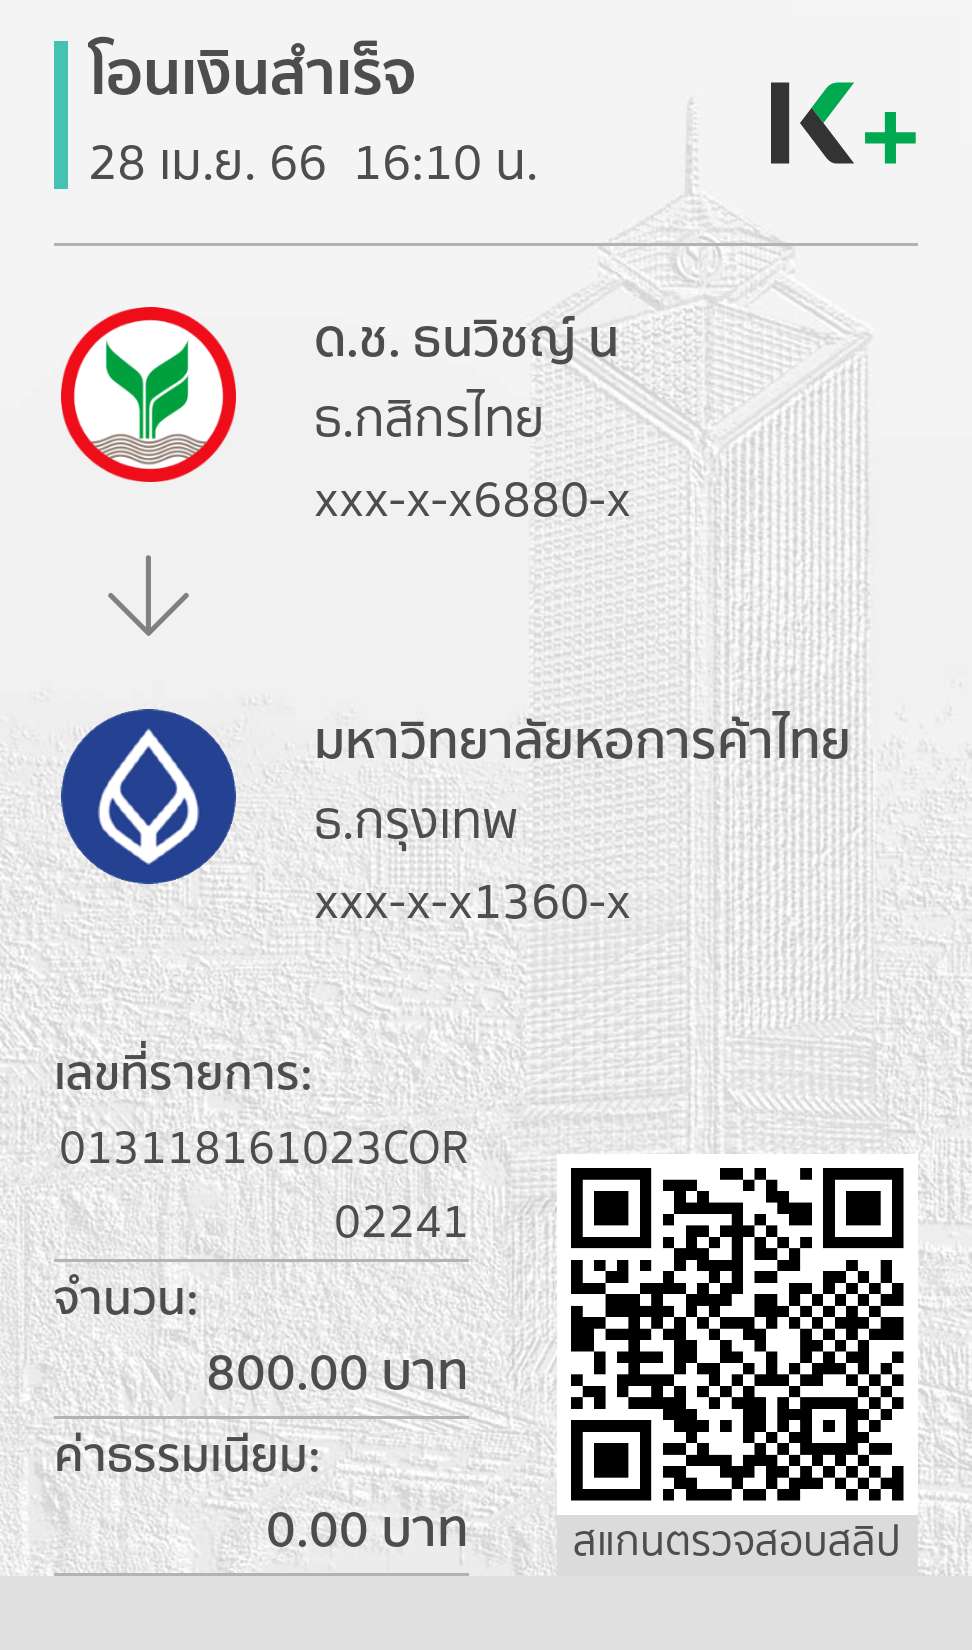 โอนเงินสำเร็จ
28 เม.ย. 66 16:10 น.
K+
ด.ช. ธนวิชญ์ น
ธ.กสิกรไทย
xxx-x-x6880-x
มหาวิทยาลัยหอการค้าไทย
ธ.กรุงเทพ
xxx-x-x1360-x
เลขที่รายการ:
013118161023COR
02241
จำนวน:
800.00 บาท
ค่าธรรมเนียม:
0.00 บาท
สแกนตรวจสอบสลิป